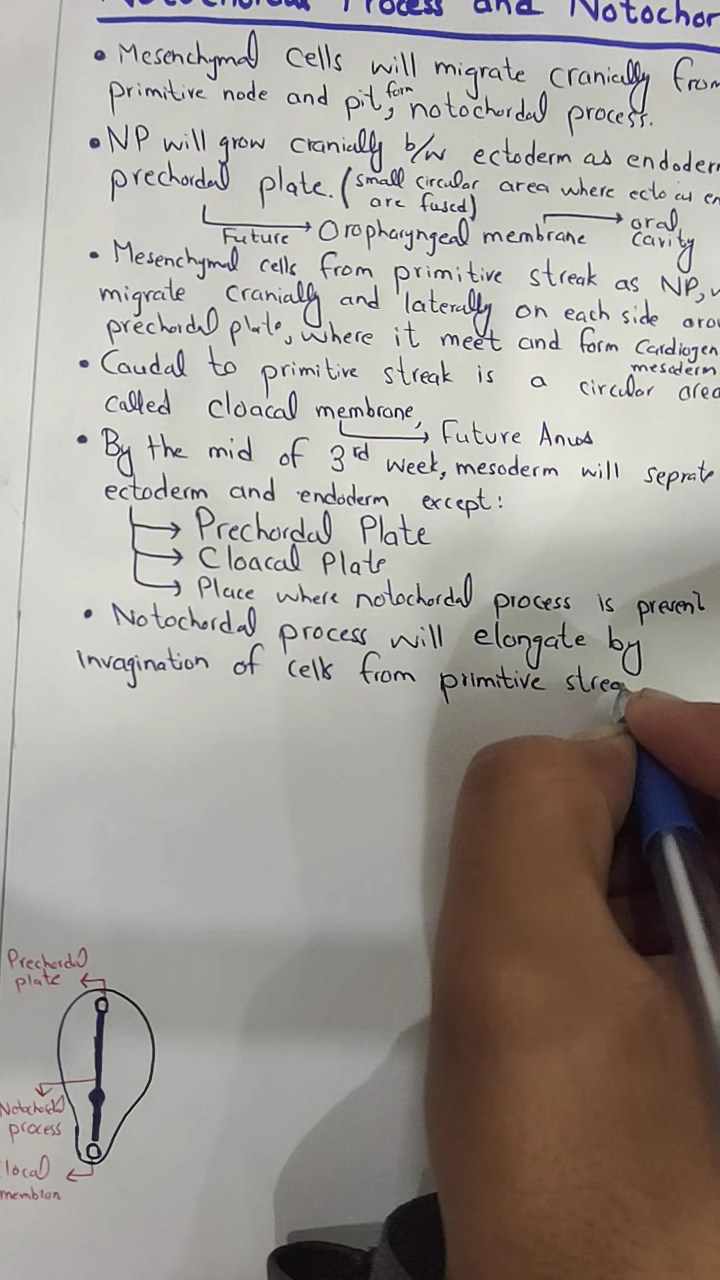 Process and Notochor
• Mesenchymal cells will migrate cranially from
primitive node and pit, form notochordal process.
• NP will grow cranially b/w ectoderm as endoderm
prechordal plate. (small circular area where ecto as en
are fused)
Future → Oropharyngeal membrane → oral cavity
• Mesenchymal cells from primitive streak as NP, w
migrate cranially and laterally on each side arou
prechordal plate, where it meet and form Cardiogen
mesoderm
• Caudal to primitive streak is a circular area
called cloacal membrane,
→ Future Anus
• By the mid of 3rd week, mesoderm will seprate
ectoderm and endoderm except:
→ Prechordal Plate
→ Cloacal Plate
→ Place where notochordal process is present
• Notochordal process will elongate by
Invagination of cells from primitive strea
Prechordal
plate
Notochordal
process
cloacal
membran